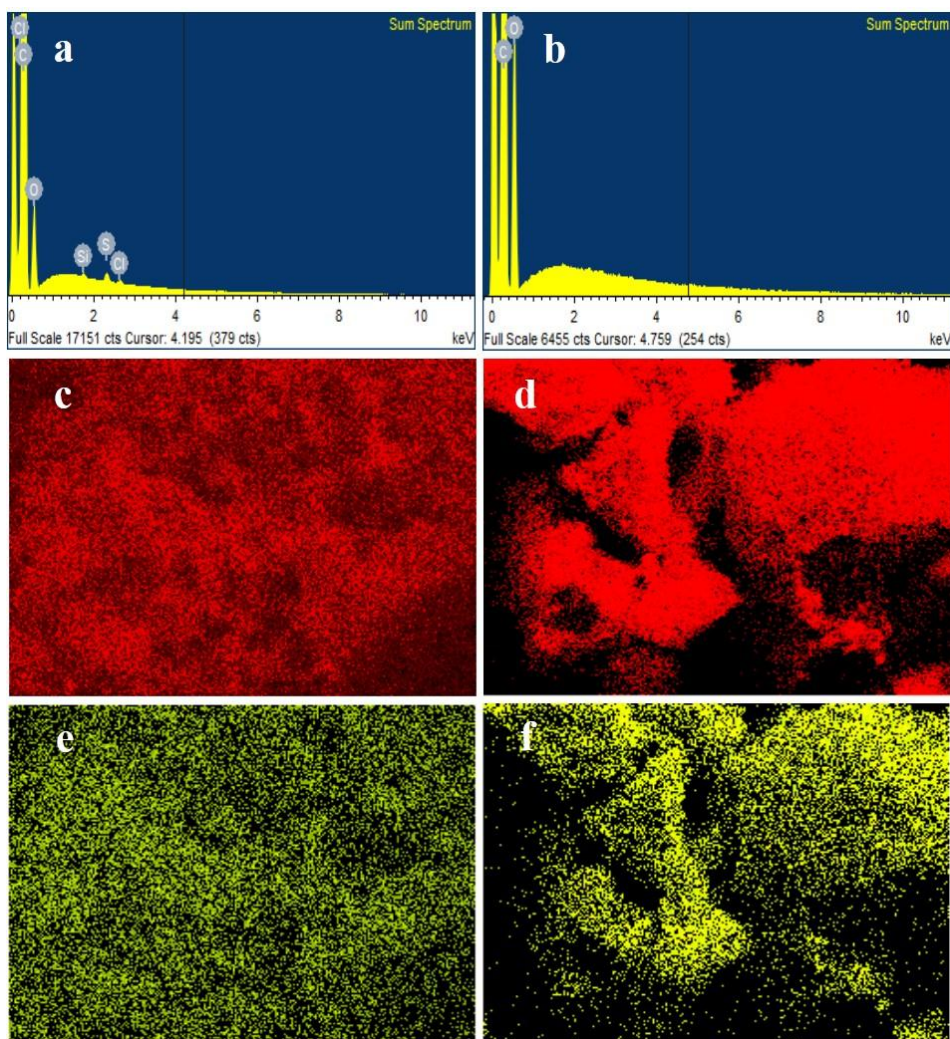 a
Sum Spectrum
Cl
C
O
Si
S
Cl
0 2 4 6 8 10
Full Scale 17151 cts Cursor: 4.195 (379 cts) keV
b
Sum Spectrum
O
C
0 2 4 6 8 10
Full Scale 6455 cts Cursor: 4.759 (254 cts) keV
c
d
e
f